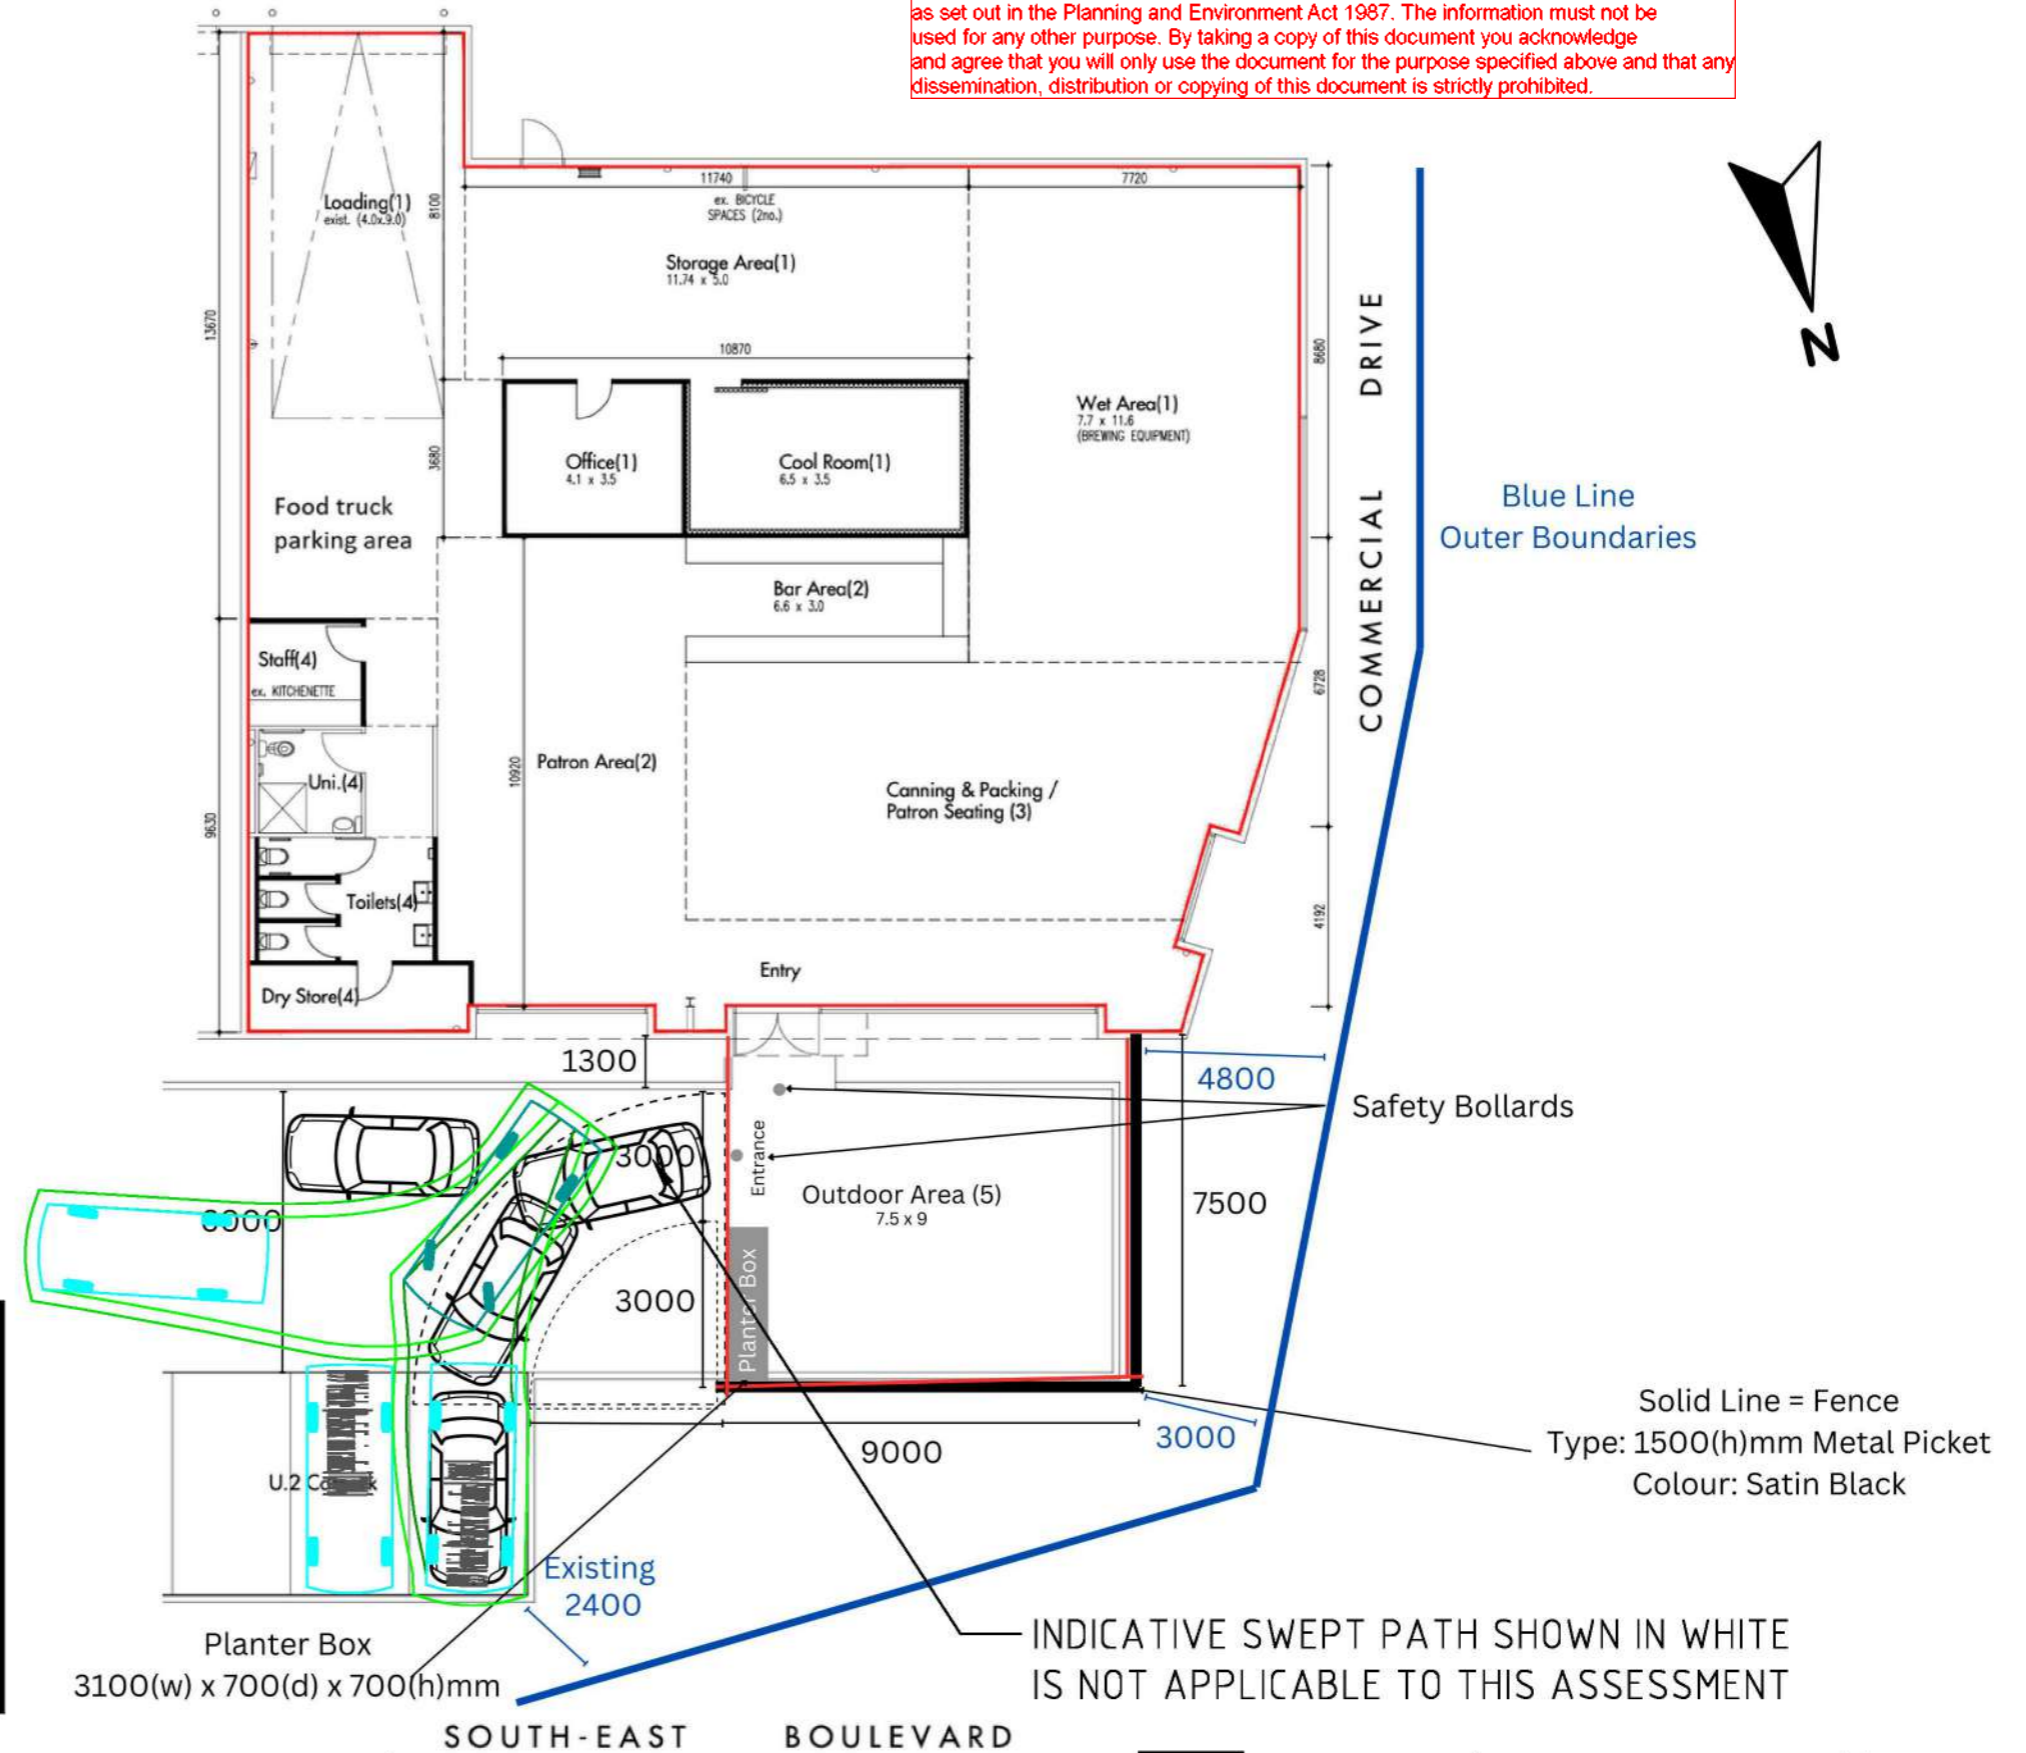 as set out in the Planning and Environment Act 1987. The information must not be
used for any other purpose. By taking a copy of this document you acknowledge
and agree that you will only use the document for the purpose specified above and that any
dissemination, distribution or copying of this document is strictly prohibited.
11740
7720
ex. BICYCLE
SPACES (2no.)
Loading(1)
exist. (4.0x9.0)
8100
Storage Area(1)
11.74 x 5.0
13670
10870
8680
COMMERCIAL DRIVE
N
Wet Area(1)
7.7 x 11.6
(BREWING EQUIPMENT)
3680
Office(1)
4.1 x 3.5
Cool Room(1)
6.5 x 3.5
Food truck
parking area
Blue Line
Outer Boundaries
Bar Area(2)
6.6 x 3.0
Staff(4)
ex. KITCHENETTE
6728
Uni.(4)
10920
Patron Area(2)
Canning & Packing /
Patron Seating (3)
9630
Toilets(4)
4192
Entry
Dry Store(4)
1300
4800
Safety Bollards
Entrance
3000
Outdoor Area (5)
7.5 x 9
7500
3000
Planter Box
Solid Line = Fence
Type: 1500(h)mm Metal Picket
Colour: Satin Black
3000
9000
Existing
2400
INDICATIVE SWEPT PATH SHOWN IN WHITE
IS NOT APPLICABLE TO THIS ASSESSMENT
Planter Box
3100(w) x 700(d) x 700(h)mm
SOUTH-EAST BOULEVARD